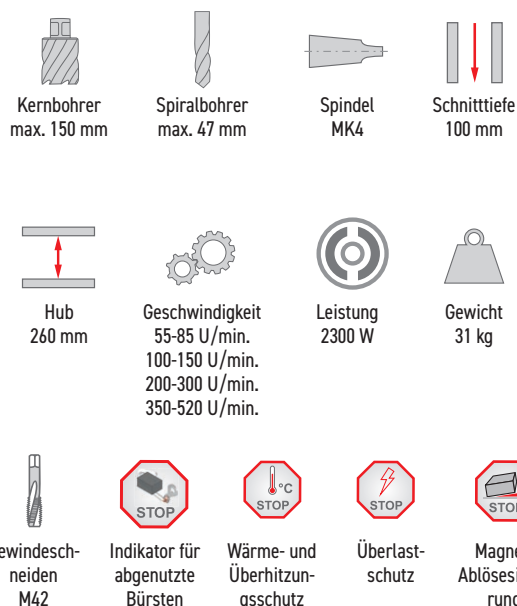 Kernbohrer
max. 150 mm
Spiralbohrer
max. 47 mm
Spindel
MK4
Schnitttiefe
100 mm
Hub
260 mm
Geschwindigkeit
55-85 U/min.
100-150 U/min.
200-300 U/min.
350-520 U/min.
Leistung
2300 W
Gewicht
31 kg
STOP
°C
STOP
STOP
STOP
ewindesch-
neiden
M42
Indikator für
abgenutzte
Bürsten
Wärme- und
Überhitzun-
gsschutz
Überlast-
schutz
Magne
Ablösesi
rung